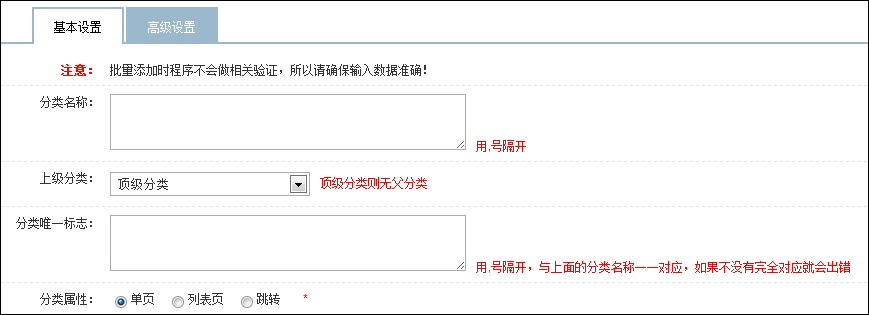 基本设置 高级设置
注意： 批量添加时程序不会做相关验证，所以请确保输入数据准确！
分类名称：
用,号隔开
上级分类： 顶级分类 顶级分类则无父分类
分类唯一标志：
用,号隔开，与上面的分类名称一一对应，如果不没有完全对应就会出错
分类属性： 单页 列表页 跳转 *